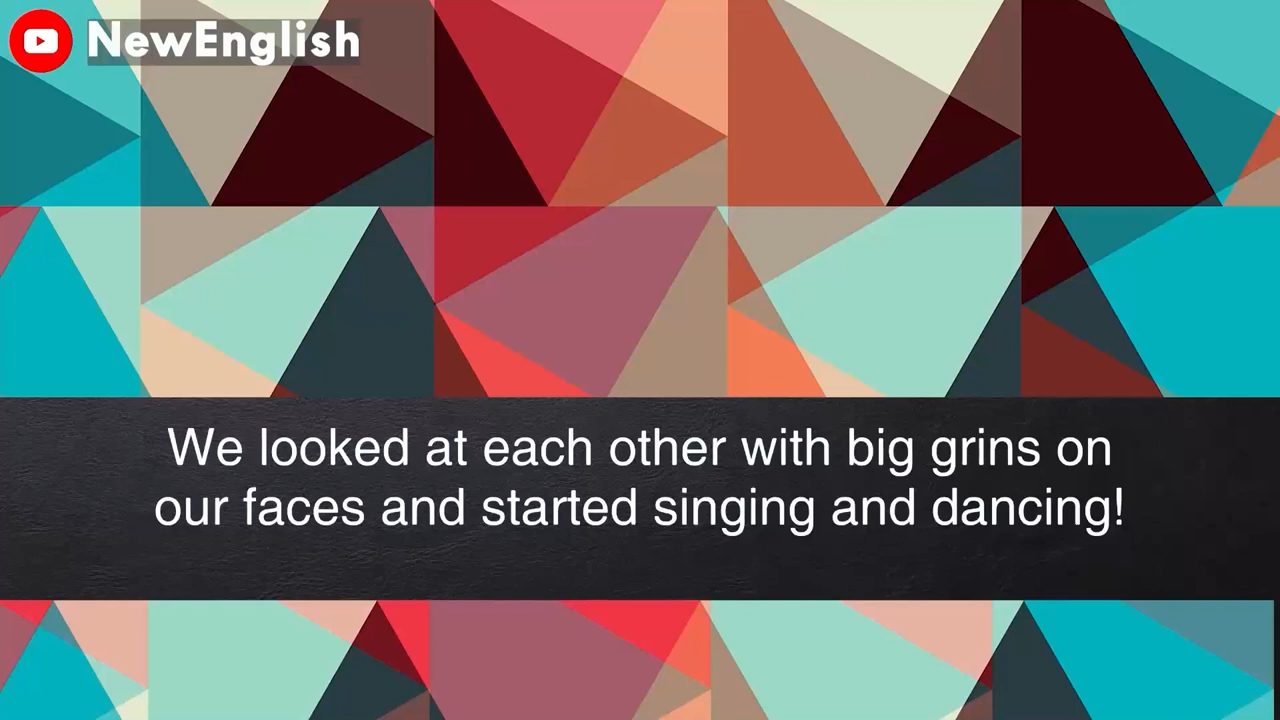 NewEnglish
We looked at each other with big grins on
our faces and started singing and dancing!